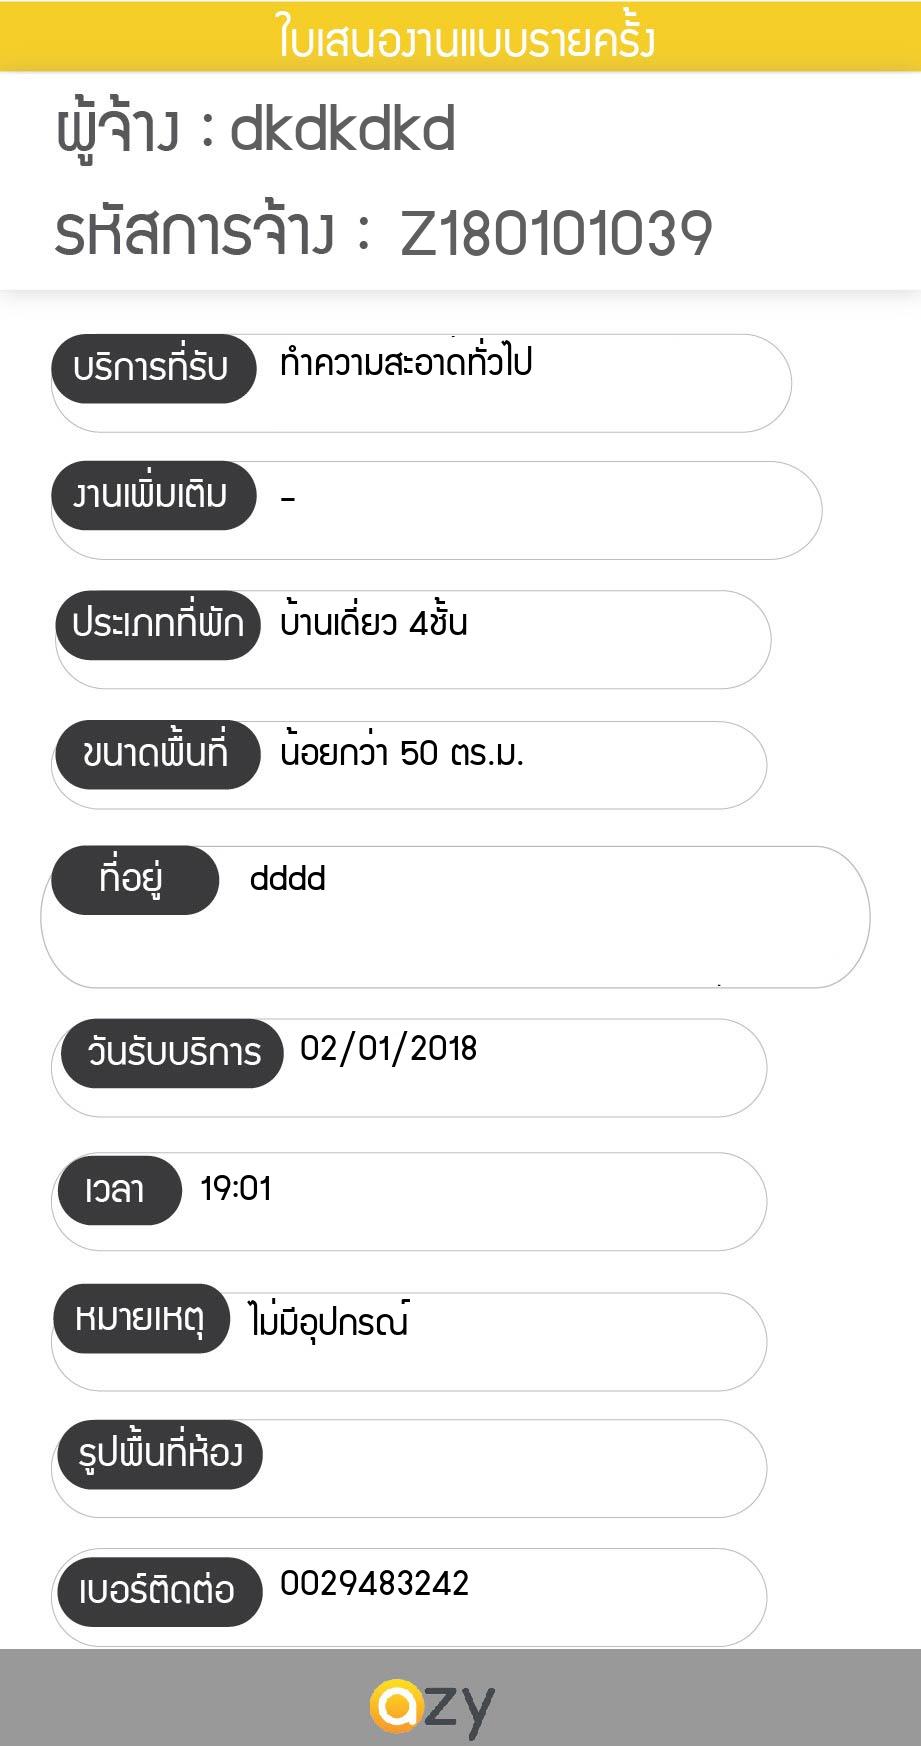 ใบเสนองานแบบรายครั้ง
ผู้จ้าง : dkdkdkd
รหัสการจ้าง : Z180101039
บริการที่รับ ทำความสะอาดทั่วไป
งานเพิ่มเติม -
ประเภทที่พัก บ้านเดี่ยว 4ชั้น
ขนาดพื้นที่ น้อยกว่า 50 ตร.ม.
ที่อยู่ dddd
วันรับบริการ 02/01/2018
เวลา 19:01
หมายเหตุ ไม่มีอุปกรณ์
รูปพื้นที่ห้อง
เบอร์ติดต่อ 0029483242
azy